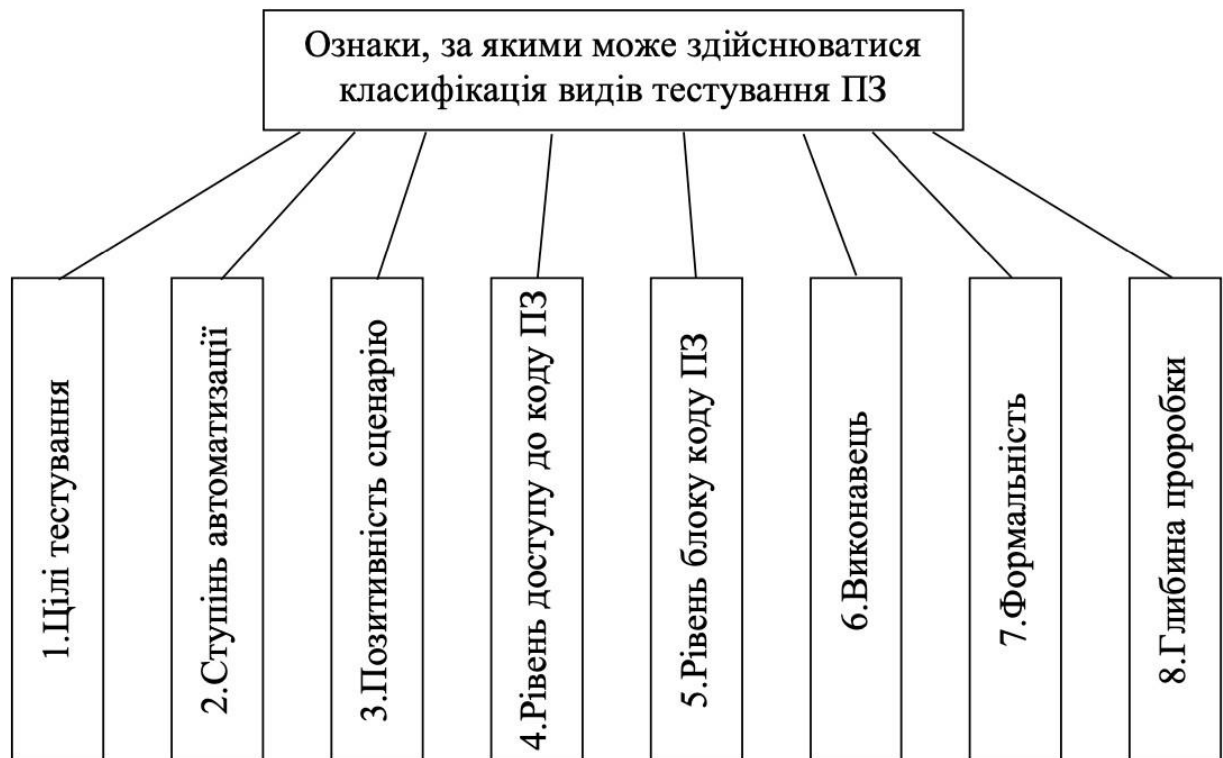 Ознаки, за якими може здійснюватися
класифікація видів тестування ПЗ
1.Цілі тестування
2.Ступінь автоматизації
3.Позитивність сценарію
4.Рівень доступу до коду ПЗ
5.Рівень блоку коду ПЗ
6.Виконавець
7.Формальність
8.Глибина проробки